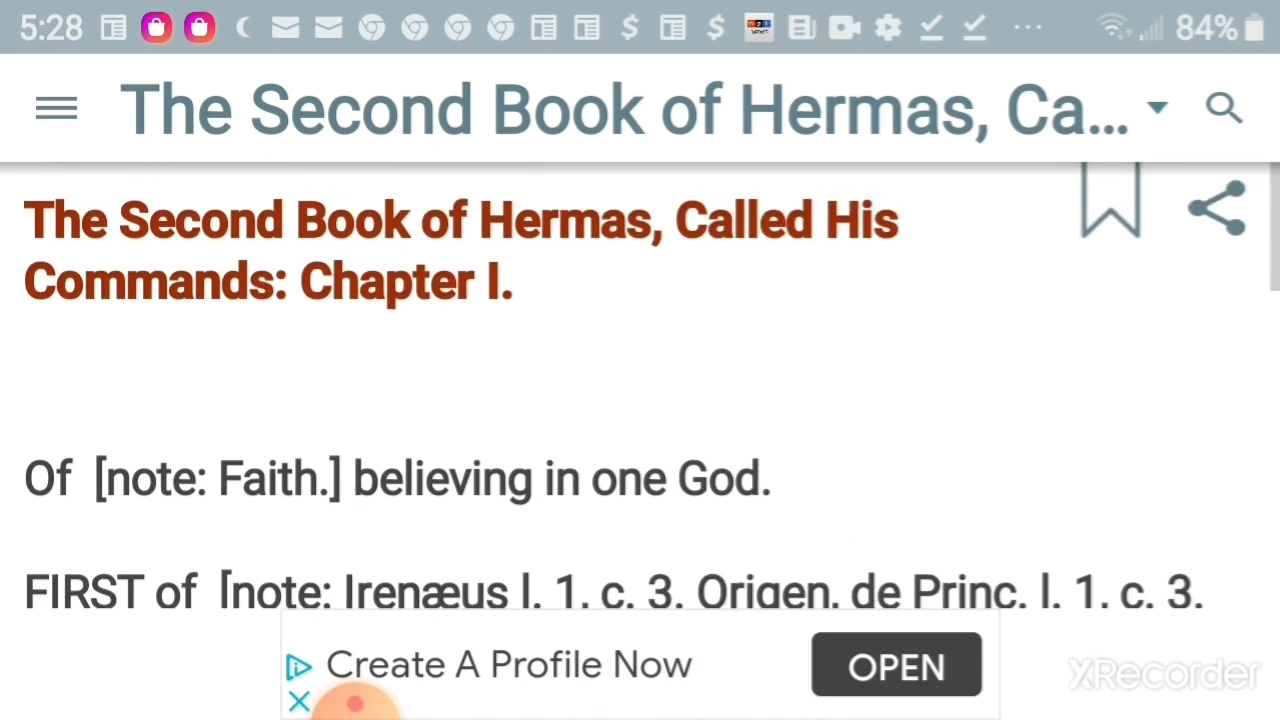 5:28
84%
The Second Book of Hermas, Ca...
The Second Book of Hermas, Called His
Commands: Chapter I.
Of [note: Faith.] believing in one God.
FIRST of [note: Irenæus l. 1. c. 3. Origen. de Princ. l. 1. c. 3.
Create A Profile Now
OPEN
XRecorder